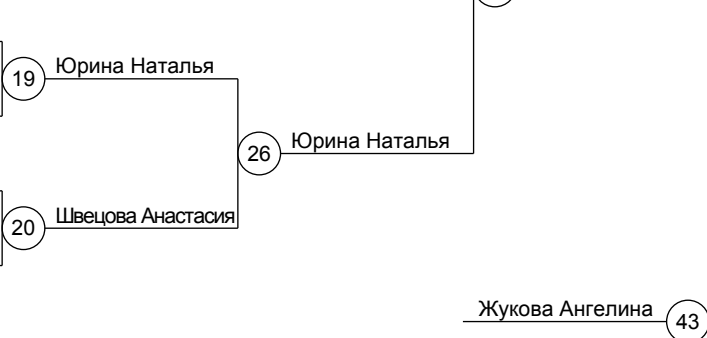 19 Юрина Наталья
26 Юрина Наталья
20 Швецова Анастасия
Жукова Ангелина 43